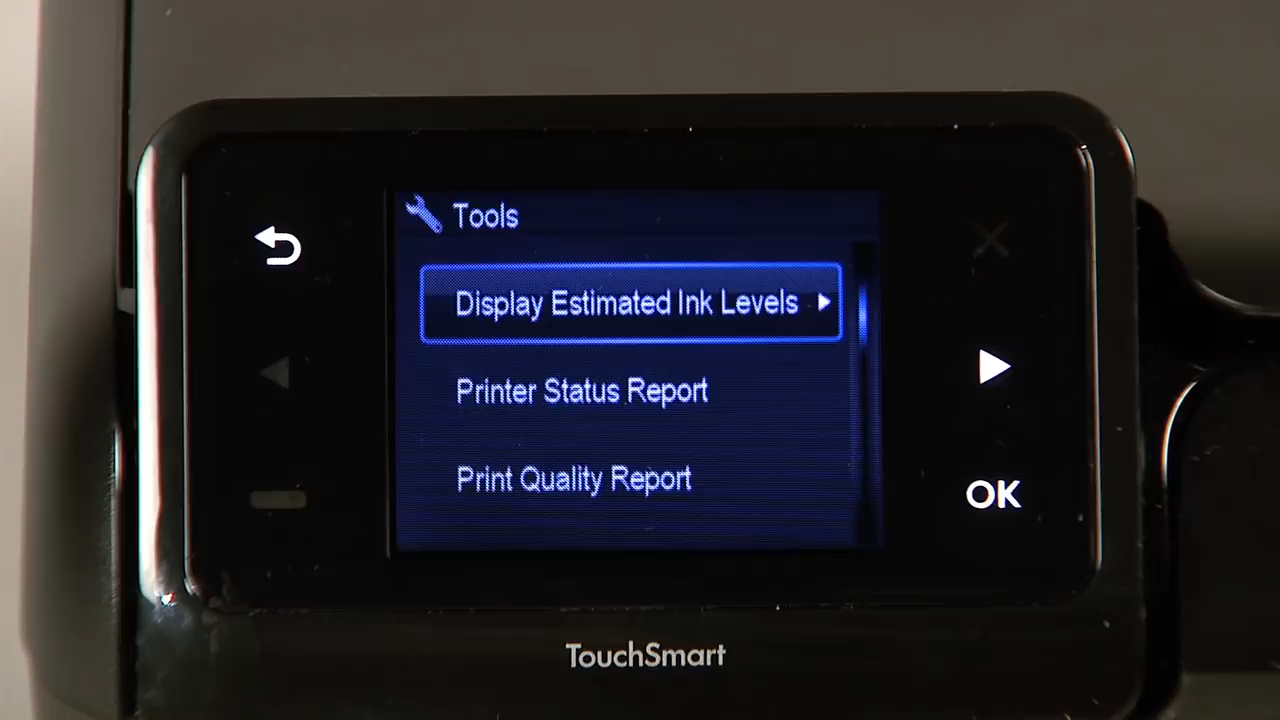 Tools
Display Estimated Ink Levels
Printer Status Report
Print Quality Report
OK
TouchSmart